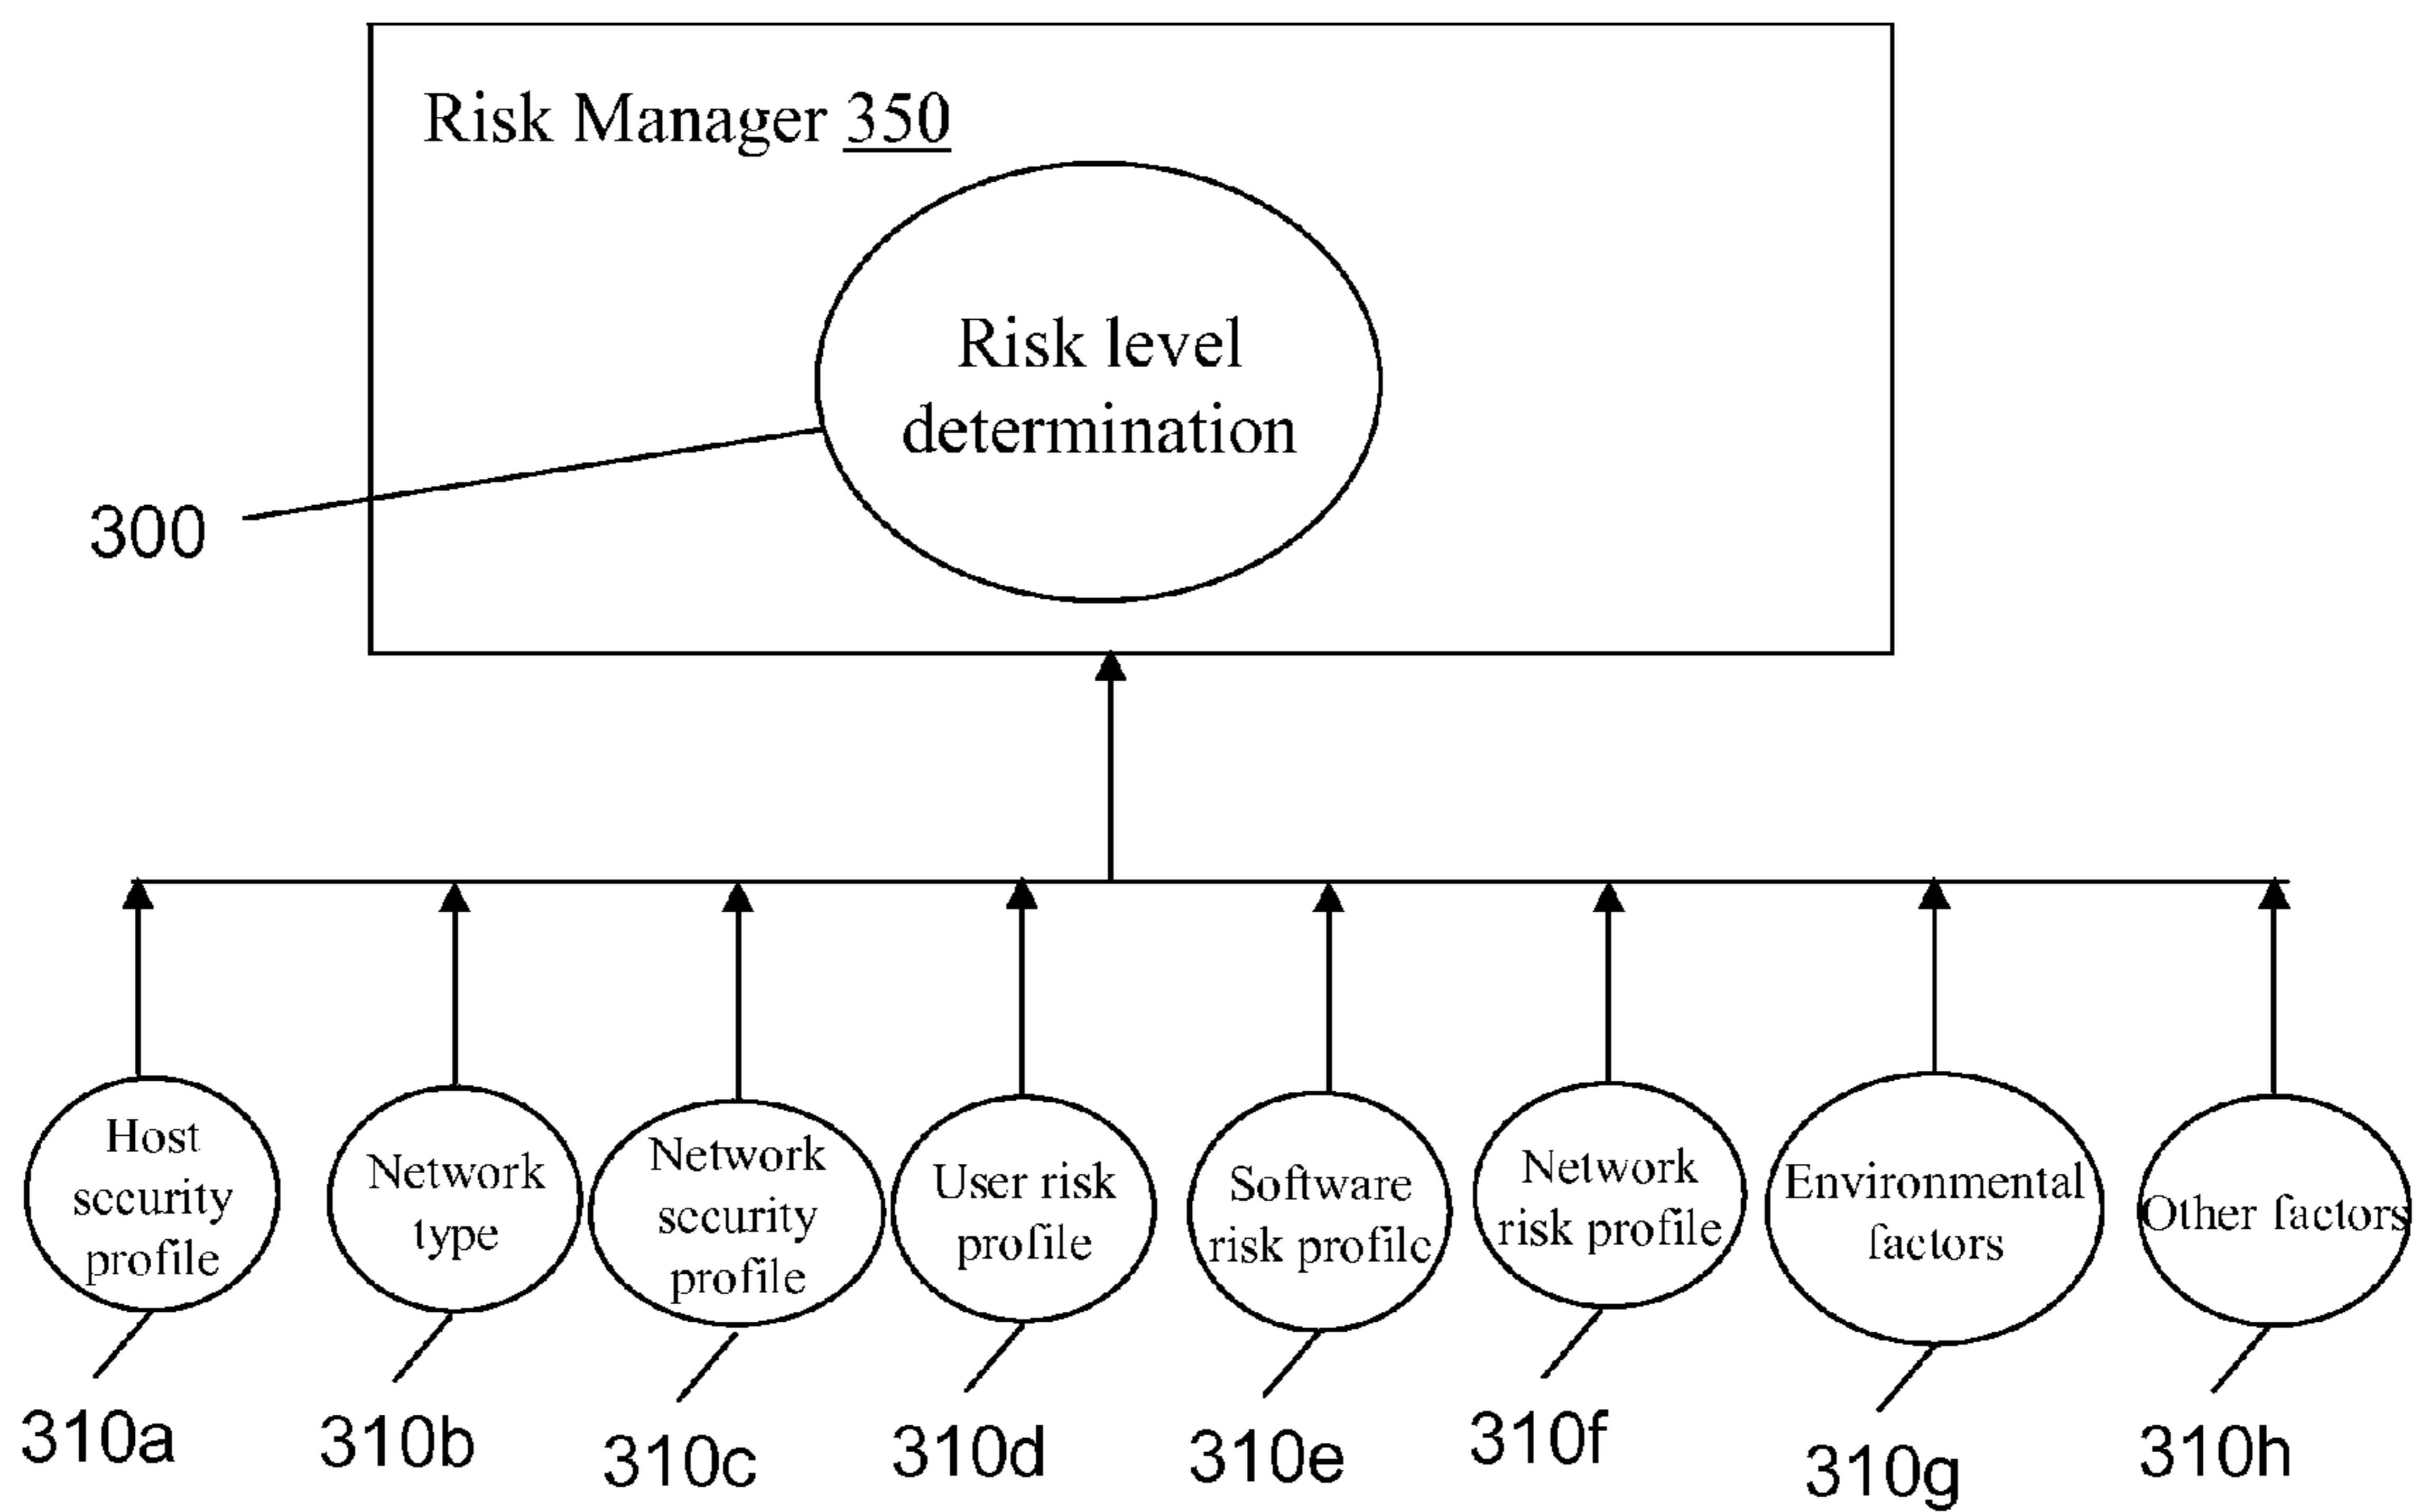 Risk Manager 350
Risk level
determination
300
Host
security
profile
Network
type
Network
security
profile
User risk
profile
Software
risk profile
Network
risk profile
Environmental
factors
Other factors
310a
310b
310c
310d
310e
310f
310g
310h